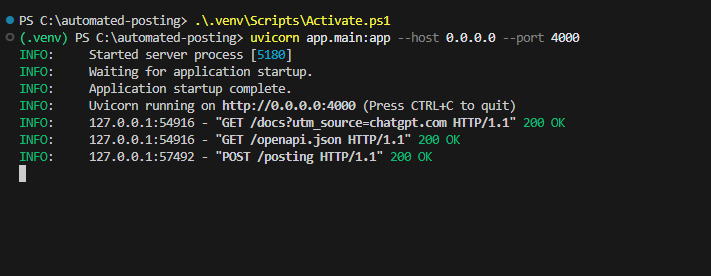 PS C:\automated-posting> .\.venv\Scripts\Activate.ps1
(.venv) PS C:\automated-posting> uvicorn app.main:app --host 0.0.0.0 --port 4000
INFO:     Started server process [5180]
INFO:     Waiting for application startup.
INFO:     Application startup complete.
INFO:     Uvicorn running on http://0.0.0.0:4000 (Press CTRL+C to quit)
INFO:     127.0.0.1:54916 - "GET /docs?utm_source=chatgpt.com HTTP/1.1" 200 OK
INFO:     127.0.0.1:54916 - "GET /openapi.json HTTP/1.1" 200 OK
INFO:     127.0.0.1:57492 - "POST /posting HTTP/1.1" 200 OK